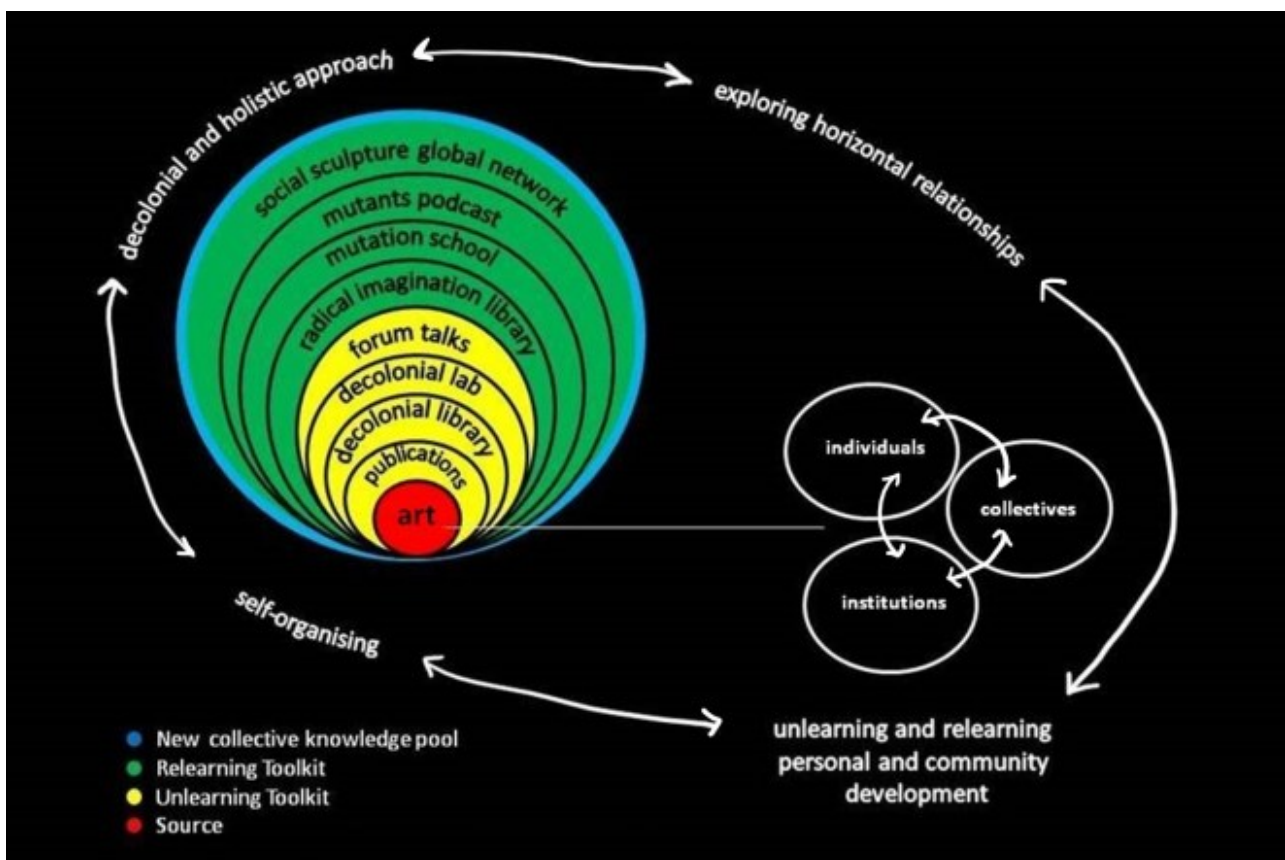 decolonial and holistic approach
exploring horizontal relationships
social sculpture global network
mutants podcast
mutation school
radical imagination library
forum talks
decolonial lab
decolonial library
publications
art
individuals
collectives
institutions
self-organising
unlearning and relearning
personal and community
development
New collective knowledge pool
Relearning Toolkit
Unlearning Toolkit
Source